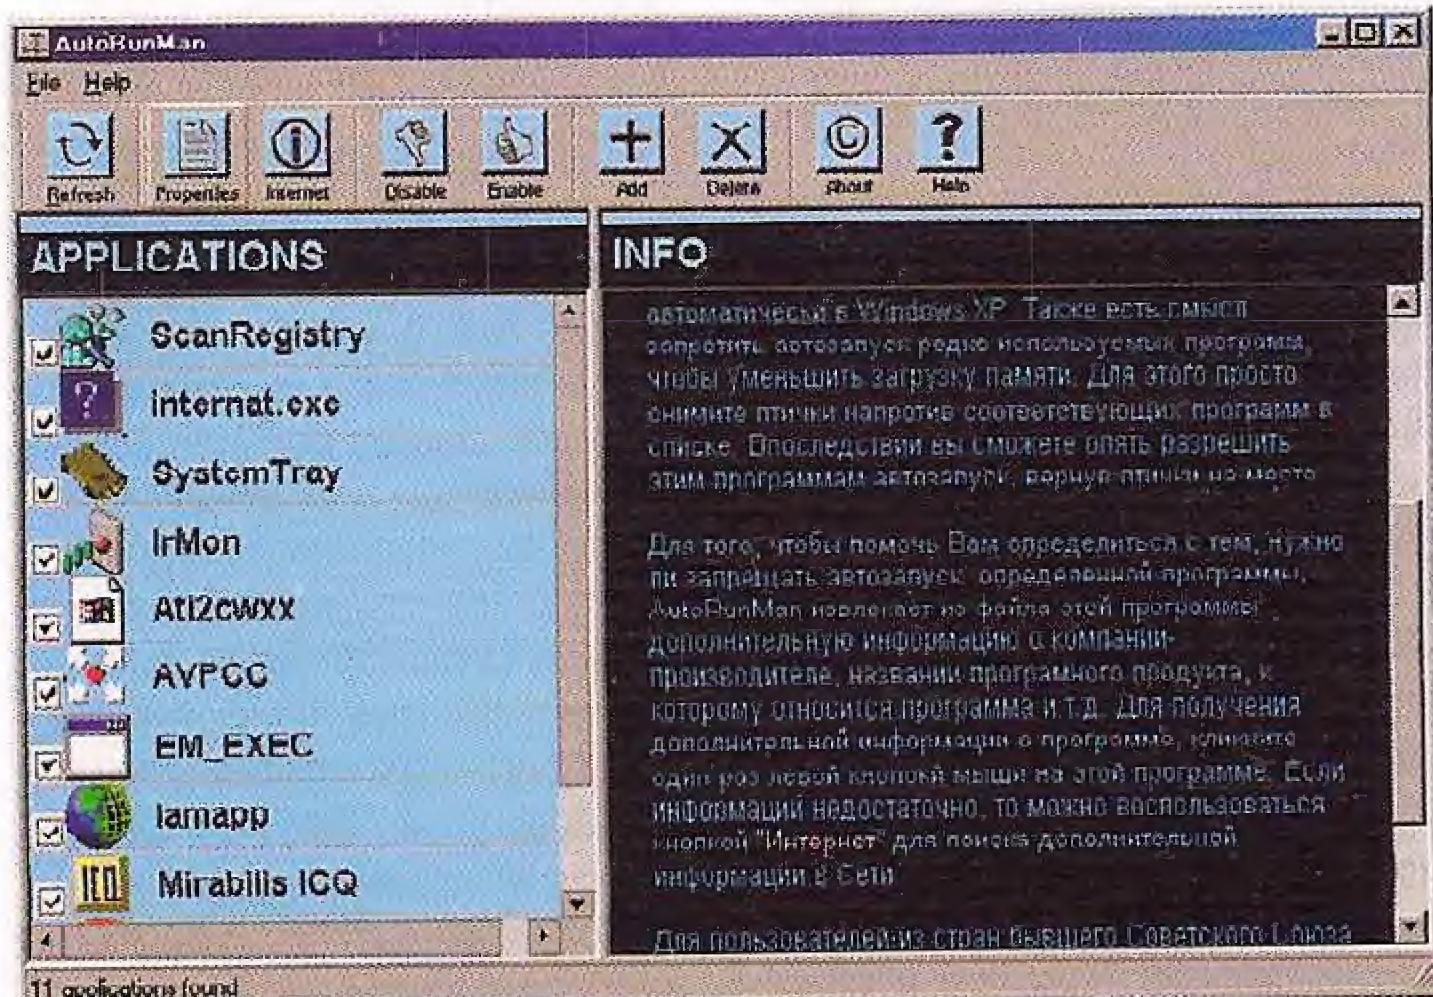 AutoRunMan
File Help
Refresh Properties Internet Disable Enable Add Delete About Help
APPLICATIONS
ScanRegistry
internat.exe
SystemTray
IrMon
Ati2cwxx
AVPCC
EM_EXEC
Iamapp
Mirabilis ICQ
11 applications found
INFO
автоматически в Windows XP. Также есть смысл
запретить автозапуск редко используемых программ,
чтобы уменьшить загрузку памяти. Для этого просто
снимите птички напротив соответствующих программ в
списке. Впоследствии вы сможете опять разрешить
этим программам автозапуск, вернув птички на место
Для того, чтобы помочь Вам определиться с тем, нужно
ли запрещать автозапуск определенной программы,
AutoRunMan извлекает из файла этой программы
дополнительную информацию о компании-
производителе, названии програмного продукта, к
которому относится программа и т.д. Для получения
дополнительной информации о программе, кликните
один раз левой кнопкой мыши на этой программе. Если
информации недостаточно, то можно воспользоваться
кнопкой "Интернет" для поиска дополнительной
информации в Сети
Для пользователей из стран бывшего Советского Союза